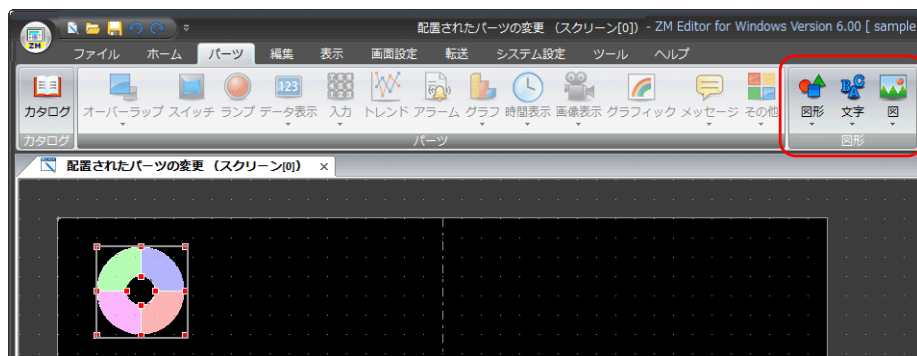 配置されたパーツの変更 (スクリーン[0]) - ZM Editor for Windows Version 6.00 [ sample
ZM
ファイル ホーム パーツ 編集 表示 画面設定 転送 システム設定 ツール ヘルプ
123 ABC
カタログ オーバーラップ スイッチ ランプ データ表示 入力 トレンド アラーム グラフ 時間表示 画像表示 グラフィック メッセージ その他 図形 文字 図
カタログ パーツ 図形
配置されたパーツの変更 (スクリーン[0]) ×